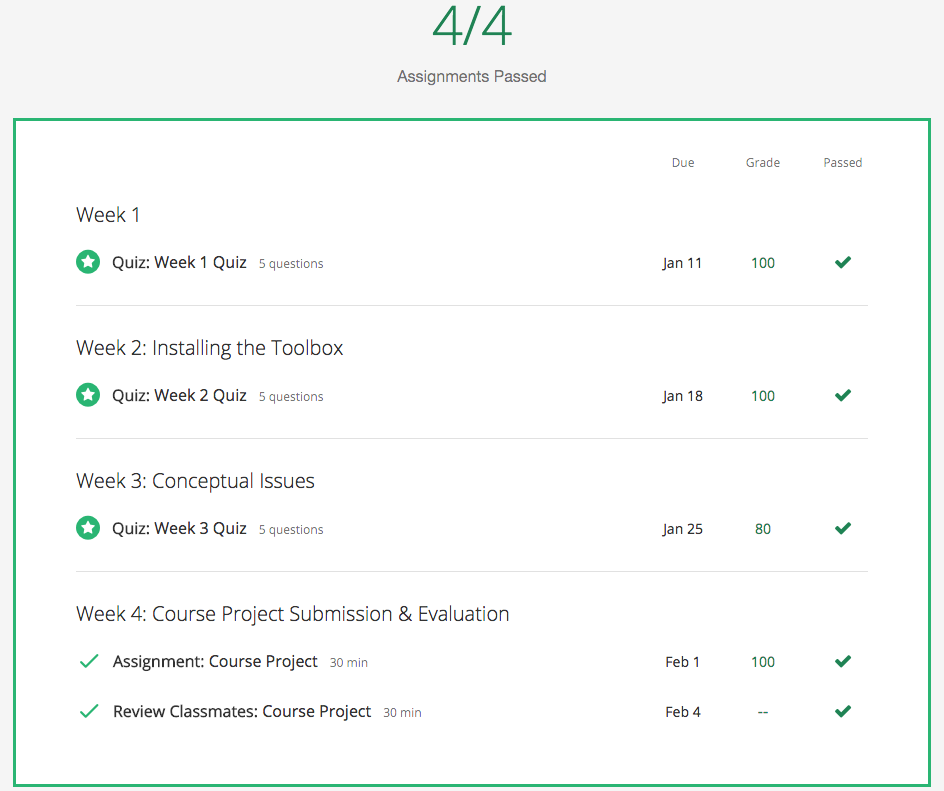 4/4
Assignments Passed
Due Grade Passed
Week 1
Quiz: Week 1 Quiz 5 questions Jan 11 100
Week 2: Installing the Toolbox
Quiz: Week 2 Quiz 5 questions Jan 18 100
Week 3: Conceptual Issues
Quiz: Week 3 Quiz 5 questions Jan 25 80
Week 4: Course Project Submission & Evaluation
Assignment: Course Project 30 min Feb 1 100
Review Classmates: Course Project 30 min Feb 4 --